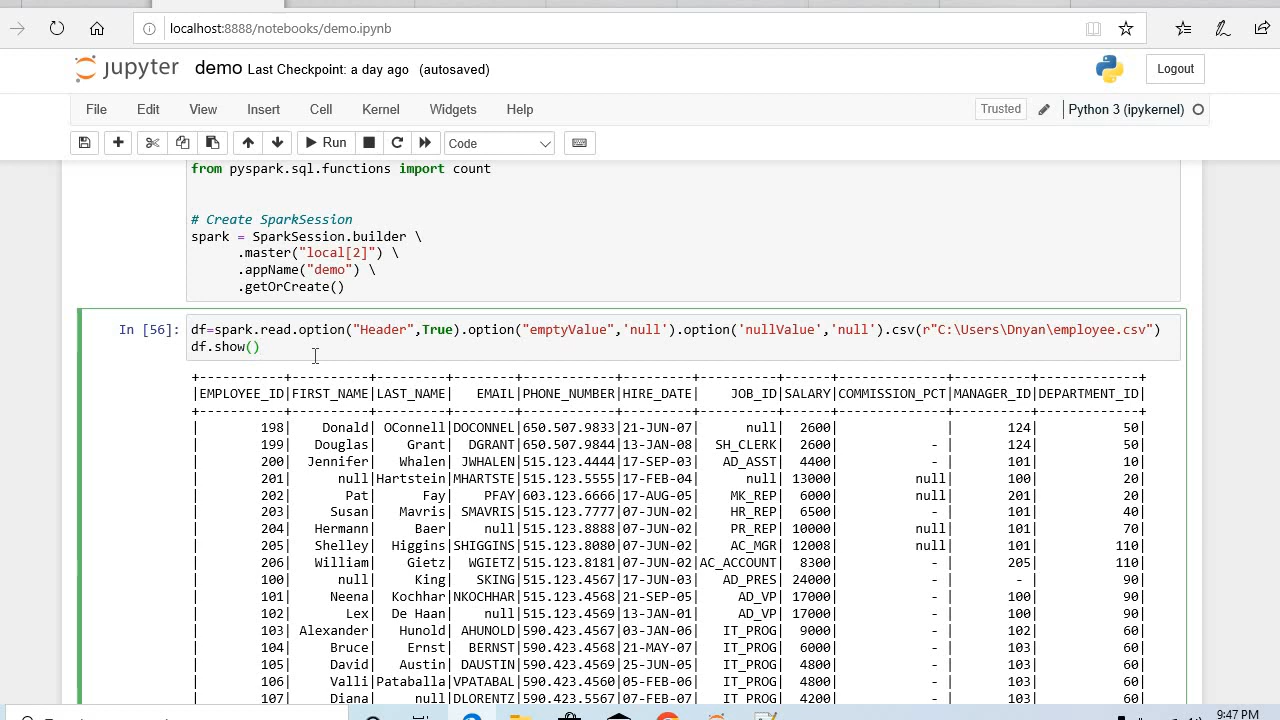 localhost:8888/notebooks/demo.ipynb
jupyter demo Last Checkpoint: a day ago (autosaved) Logout
File Edit View Insert Cell Kernel Widgets Help Trusted Python 3 (ipykernel)
Run Code
from pyspark.sql.functions import count
# Create SparkSession
spark = SparkSession.builder \
.master("local[2]") \
.appName("demo") \
.getOrCreate()
In [56]: df=spark.read.option("Header",True).option("emptyValue",'null').option('nullValue','null').csv(r"C:\Users\Dnyan\employee.csv")
df.show()
+-----------+----------+---------+--------+------------+---------+----------+------+--------------+----------+-------------+
|EMPLOYEE_ID|FIRST_NAME|LAST_NAME|   EMAIL|PHONE_NUMBER|HIRE_DATE|    JOB_ID|SALARY|COMMISSION_PCT|MANAGER_ID|DEPARTMENT_ID|
+-----------+----------+---------+--------+------------+---------+----------+------+--------------+----------+-------------+
|        198|    Donald| OConnell|DOCONNEL|650.507.9833|21-JUN-07|      null|  2600|              |       124|           50|
|        199|   Douglas|    Grant|  DGRANT|650.507.9844|13-JAN-08|  SH_CLERK|  2600|            - |       124|           50|
|        200|  Jennifer|   Whalen| JWHALEN|515.123.4444|17-SEP-03|   AD_ASST|  4400|            - |       101|           10|
|        201|      null|Hartstein|MHARTSTE|515.123.5555|17-FEB-04|      null| 13000|          null|       100|           20|
|        202|       Pat|      Fay|    PFAY|603.123.6666|17-AUG-05|    MK_REP|  6000|          null|       201|           20|
|        203|     Susan|   Mavris| SMAVRIS|515.123.7777|07-JUN-02|    HR_REP|  6500|            - |       101|           40|
|        204|   Hermann|     Baer|    null|515.123.8888|07-JUN-02|    PR_REP| 10000|          null|       101|           70|
|        205|   Shelley|  Higgins|SHIGGINS|515.123.8080|07-JUN-02|    AC_MGR| 12008|          null|       101|          110|
|        206|   William|    Gietz|  WGIETZ|515.123.8181|07-JUN-02|AC_ACCOUNT|  8300|            - |       205|          110|
|        100|      null|     King|   SKING|515.123.4567|17-JUN-03|   AD_PRES| 24000|            - |        - |           90|
|        101|     Neena|  Kochhar|NKOCHHAR|515.123.4568|21-SEP-05|     AD_VP| 17000|            - |       100|           90|
|        102|       Lex|  De Haan|    null|515.123.4569|13-JAN-01|     AD_VP| 17000|            - |       100|           90|
|        103| Alexander|   Hunold| AHUNOLD|590.423.4567|03-JAN-06|   IT_PROG|  9000|            - |       102|           60|
|        104|     Bruce|    Ernst|  BERNST|590.423.4568|21-MAY-07|   IT_PROG|  6000|            - |       103|           60|
|        105|     David|   Austin| DAUSTIN|590.423.4569|25-JUN-05|   IT_PROG|  4800|            - |       103|           60|
|        106|     Valli|Pataballa|VPATABAL|590.423.4560|05-FEB-06|   IT_PROG|  4800|            - |       103|           60|
|        107|     Diana|     null|DLORENTZ|590.423.5567|07-FEB-07|   IT_PROG|  4200|            - |       103|           60|
9:47 PM